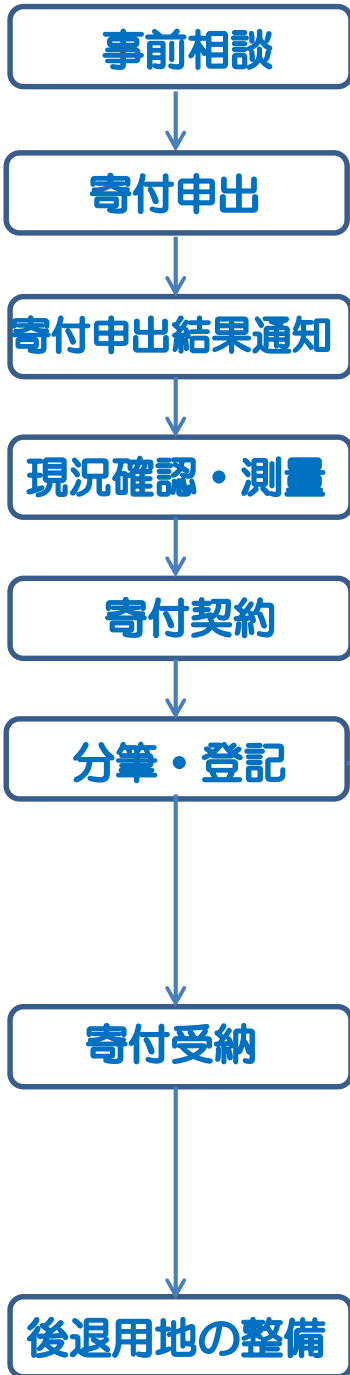 事前相談
寄付申出
寄付申出結果通知
現況確認・測量
寄付契約
分筆・登記
寄付受納
後退用地の整備